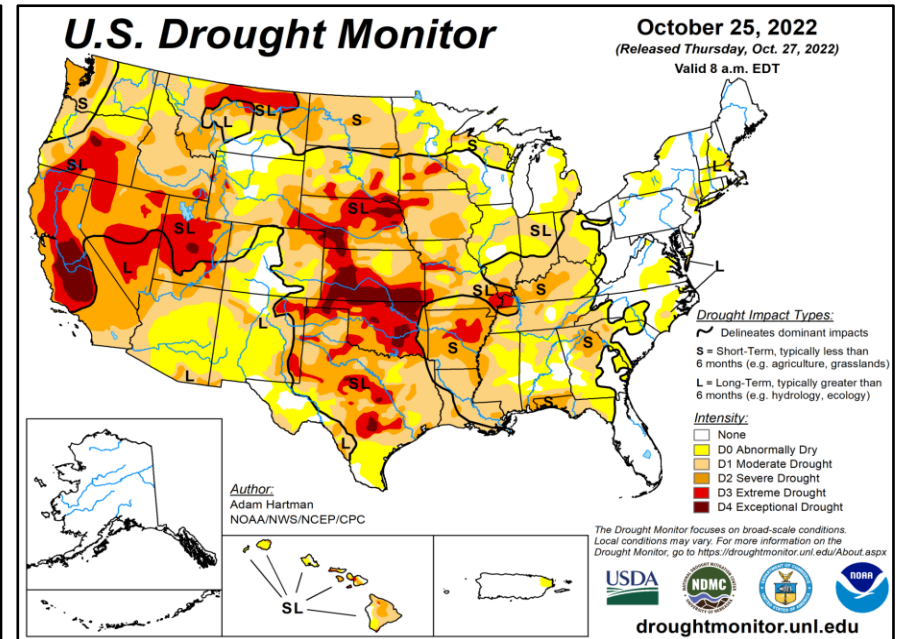 U.S. Drought Monitor
October 25, 2022
(Released Thursday, Oct. 27, 2022)
Valid 8 a.m. EDT
S
SL
L
S
S
L
SL
SL
SL
SL
L
SL
S
L
L
S
S
L
SL
S
L
Drought Impact Types:
Delineates dominant impacts
S = Short-Term, typically less than
6 months (e.g. agriculture, grasslands)
L = Long-Term, typically greater than
6 months (e.g. hydrology, ecology)
Intensity:
None
D0 Abnormally Dry
D1 Moderate Drought
D2 Severe Drought
D3 Extreme Drought
D4 Exceptional Drought
Author:
Adam Hartman
NOAA/NWS/NCEP/CPC
SL
The Drought Monitor focuses on broad-scale conditions.
Local conditions may vary. For more information on the
Drought Monitor, go to https://droughtmonitor.unl.edu/About.aspx
USDA
NDMC
NOAA
droughtmonitor.unl.edu